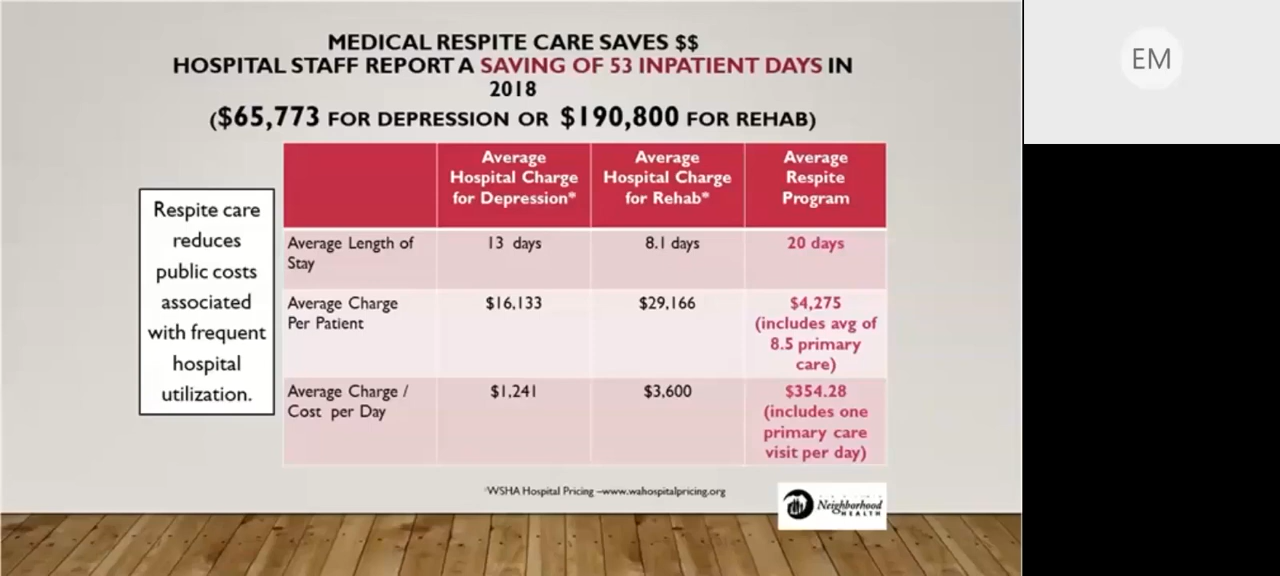 MEDICAL RESPITE CARE SAVES $$
HOSPITAL STAFF REPORT A SAVING OF 53 INPATIENT DAYS IN
2018
($65,773 FOR DEPRESSION OR $190,800 FOR REHAB)
Respite care
reduces
public costs
associated
with frequent
hospital
utilization.
Average
Hospital Charge
for Depression*
Average
Hospital Charge
for Rehab*
Average
Respite
Program
Average Length of
Stay
13 days
8.1 days
20 days
Average Charge
Per Patient
$16,133
$29,166
$4,275
(includes avg of
8.5 primary
care)
Average Charge /
Cost per Day
$1,241
$3,600
$354.28
(includes one
primary care
visit per day)
*WSHA Hospital Pricing –www.wahospitalpricing.org
Neighborhood
HEALTH
EM